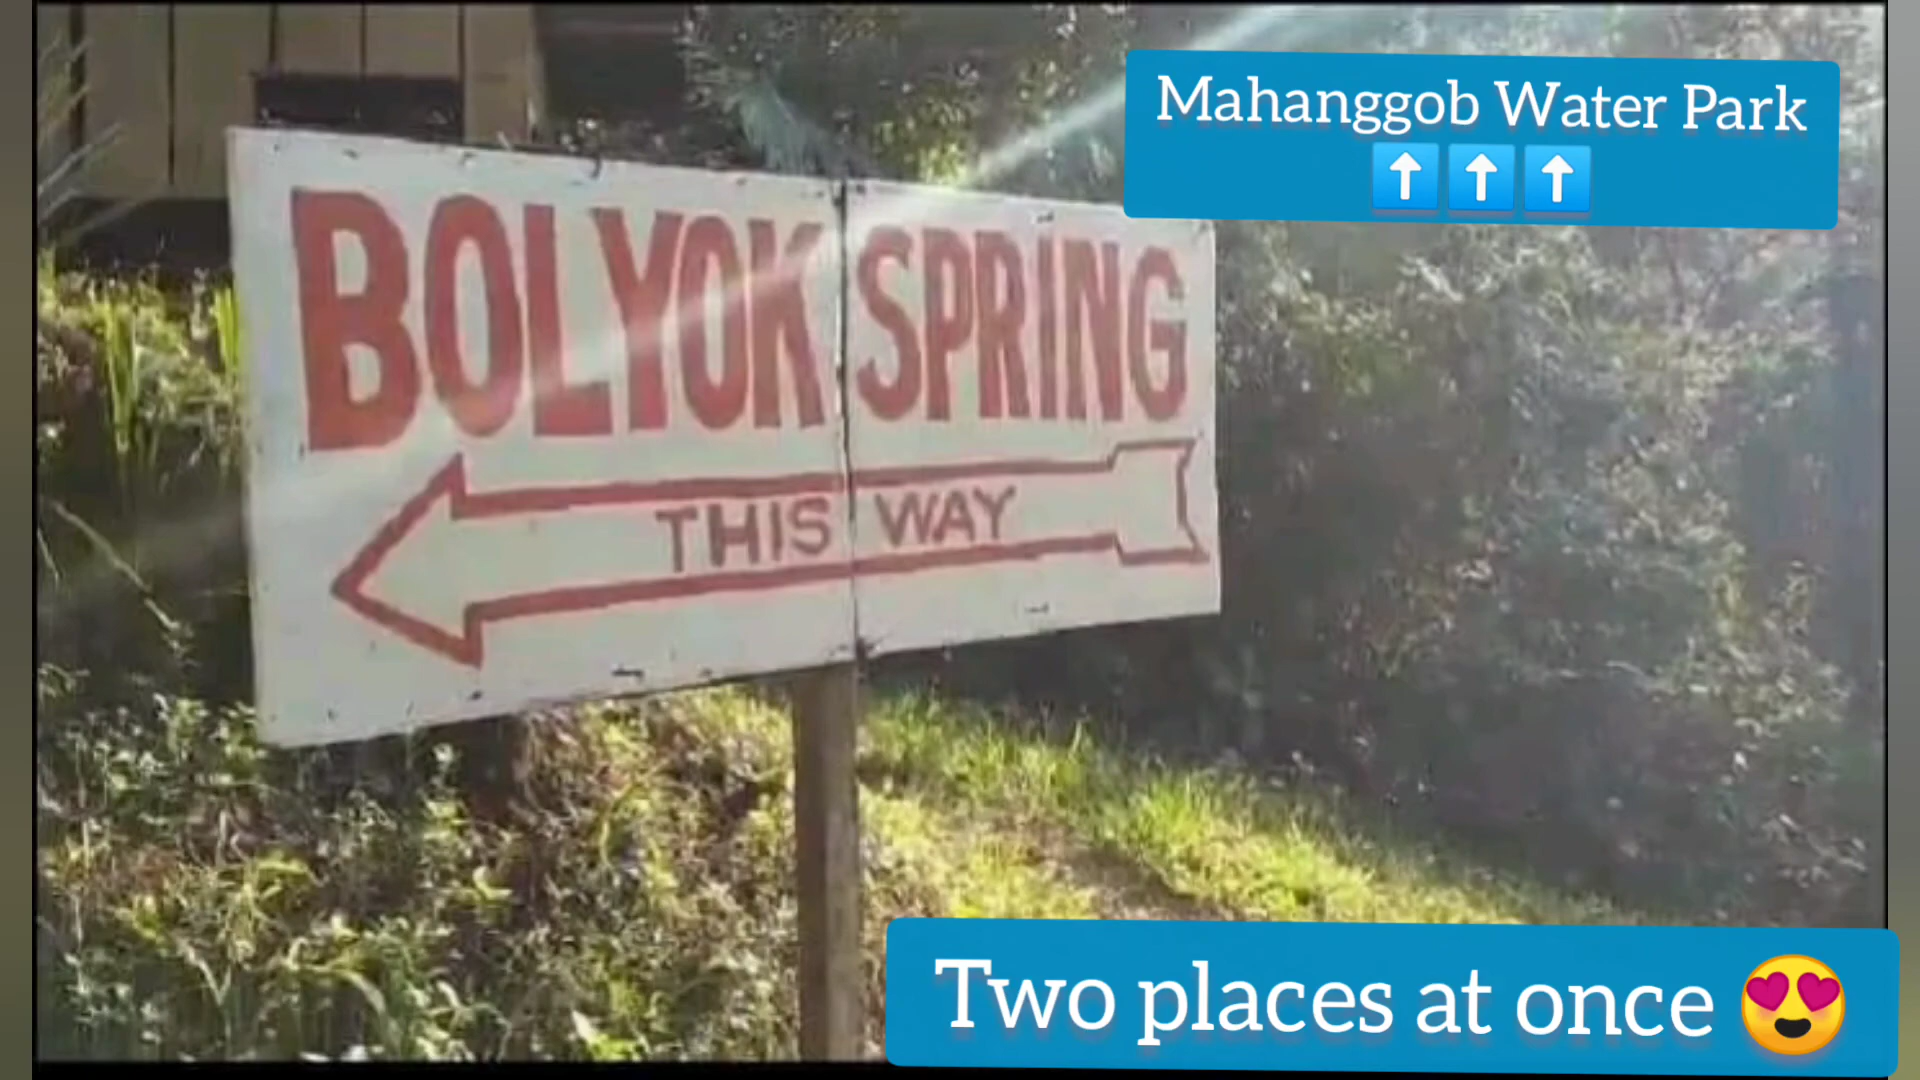 Mahanggob Water Park
⬆️⬆️⬆️
BOLYOK SPRING
THIS WAY
Two places at once 😍